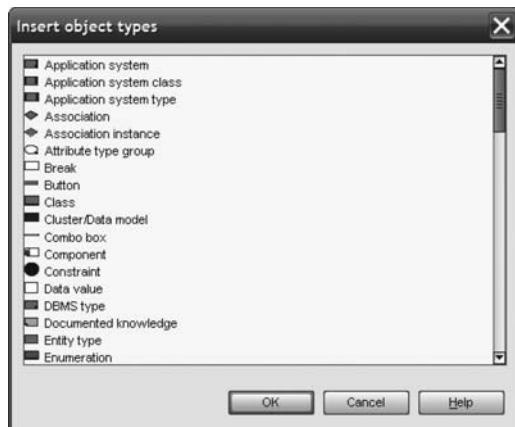 Insert object types
Application system
Application system class
Application system type
Association
Association instance
Attribute type group
Break
Button
Class
Cluster/Data model
Combo box
Component
Constraint
Data value
DBMS type
Documented knowledge
Entity type
Enumeration
OK Cancel Help